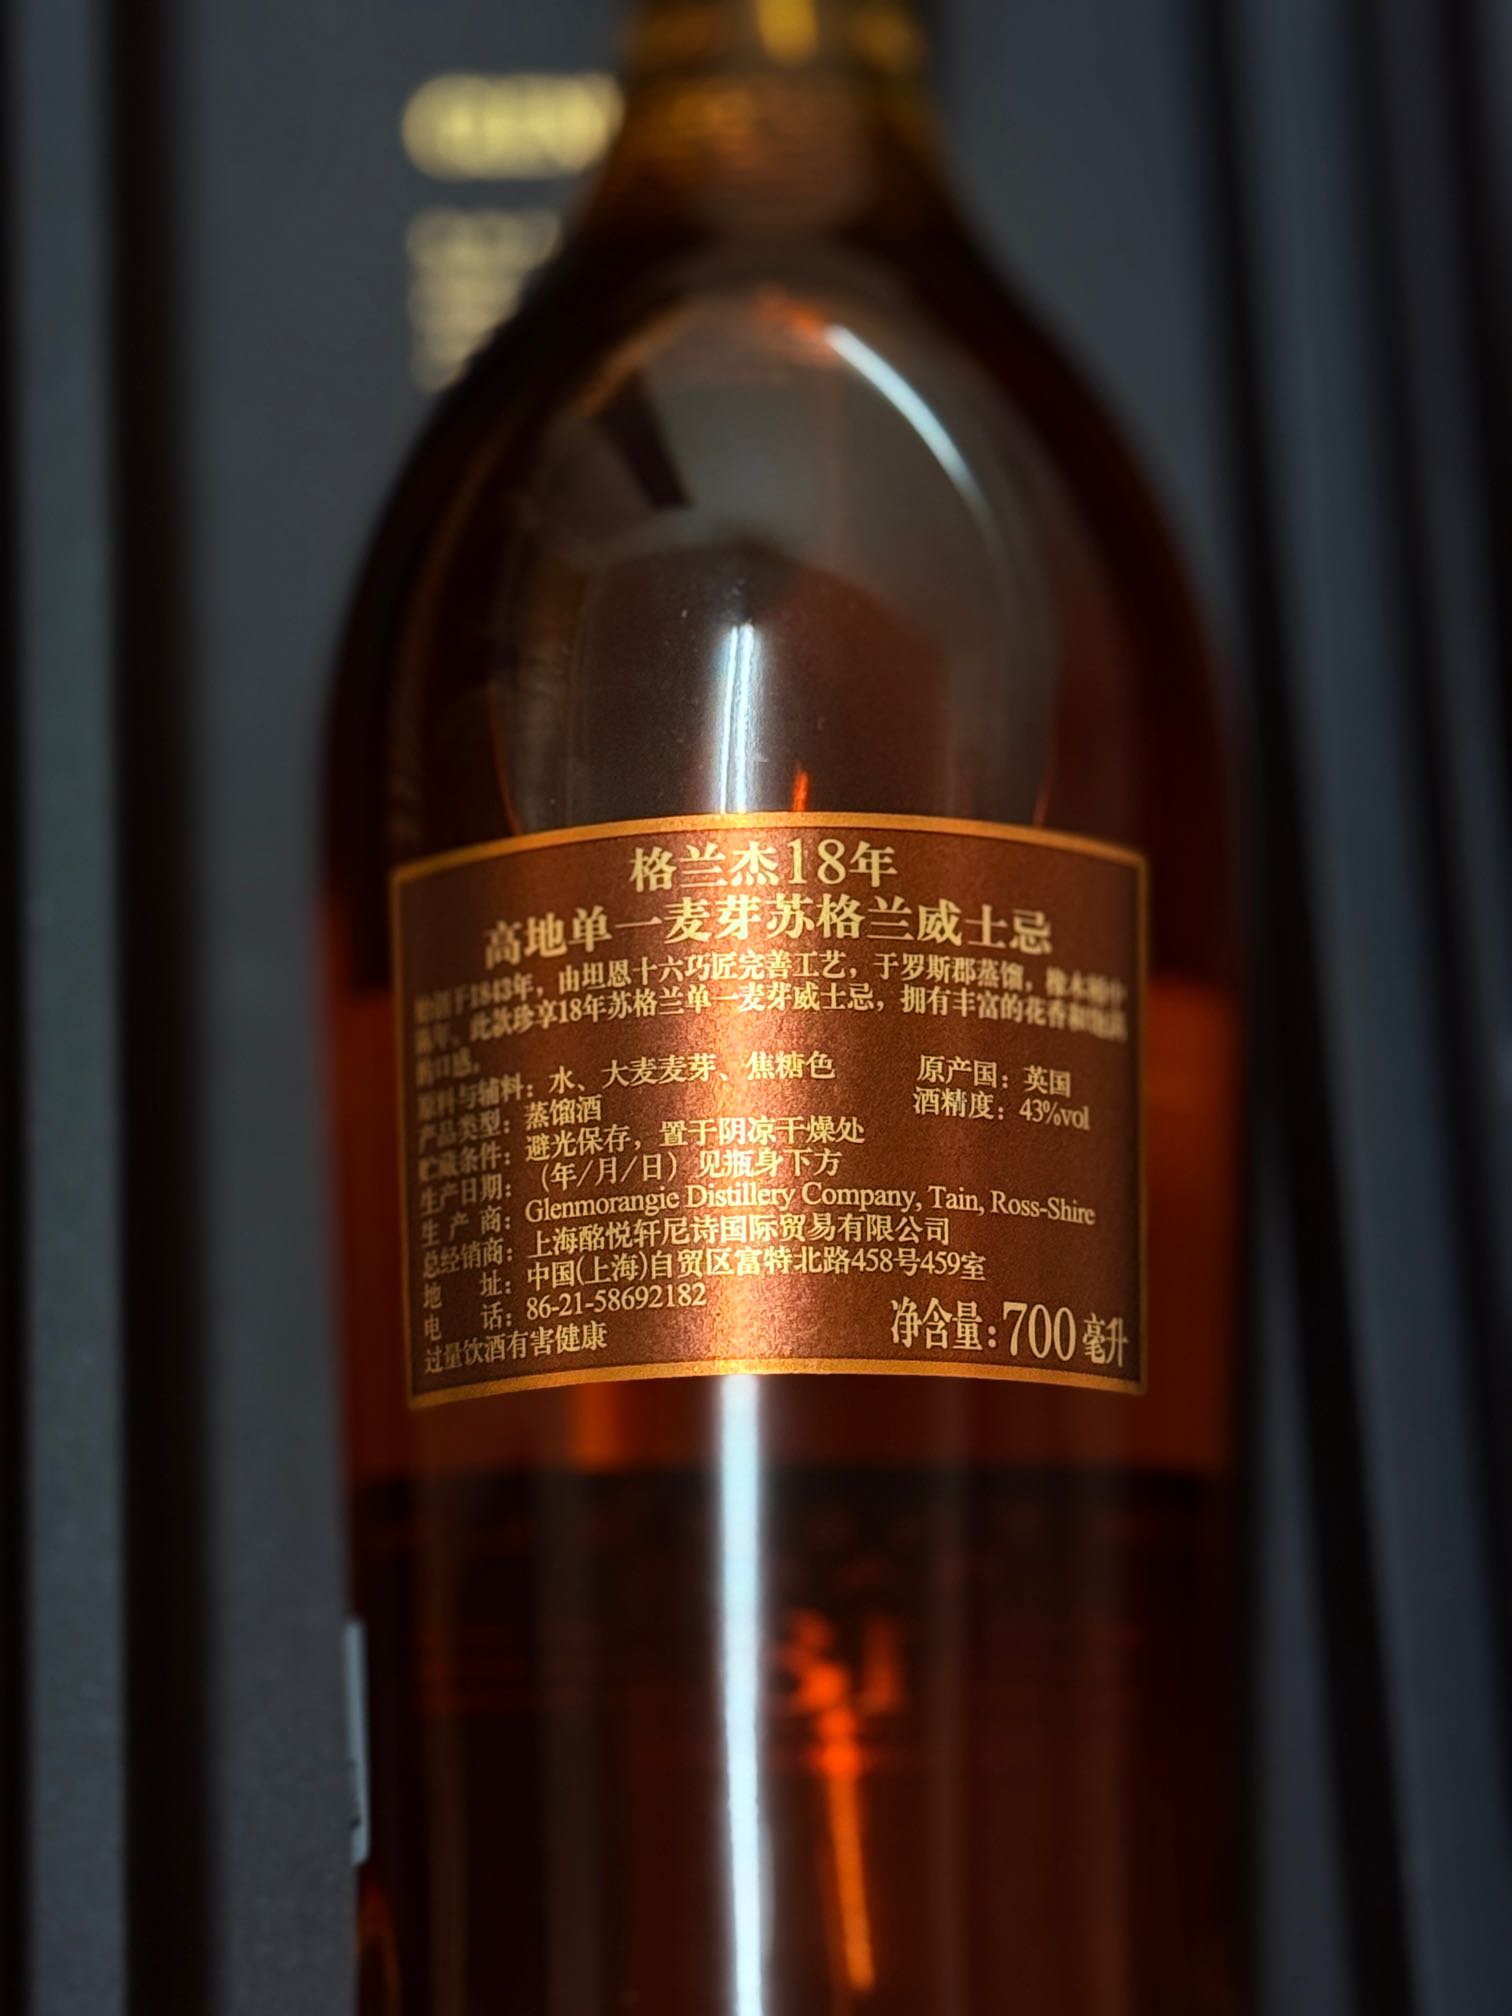 格兰杰18年
高地单一麦芽苏格兰威士忌
始创于1843年，由坦恩十六巧匠完善工艺，于罗斯郡蒸馏，橡木桶中
年，此款珍享18年苏格兰单一麦芽威士忌，拥有丰富的花香和
的口感。
原料与辅料：水、大麦麦芽、焦糖色 原产国：英国
产品类型：蒸馏酒 酒精度：43%vol
贮藏条件：避光保存，置于阴凉干燥处
生产日期：（年/月/日）见瓶身下方
生产商：Glenmorangie Distillery Company, Tain, Ross-Shire
总经销商：上海酩悦轩尼诗国际贸易有限公司
地址：中国(上海)自贸区富特北路458号459室
电话：86-21-58692182
过量饮酒有害健康 净含量：700毫升